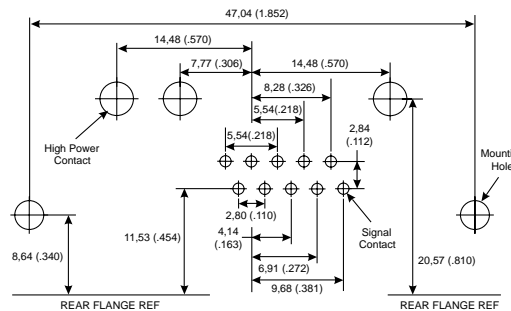 47,04 (1.852)
14,48 (.570)
7,77 (.306)
14,48 (.570)
8,28 (.326)
5,54(.218)
5,54(.218)
2,84
(.112)
High Power
Contact
Hole
2,80 (.110)
Signal
Contact
4,14
(.163)
11,53 (.454)
8,64 (.340)
6,91 (.272)
20,57 (.810)
9,68 (.381)
REAR FLANGE REF
REAR FLANGE REF